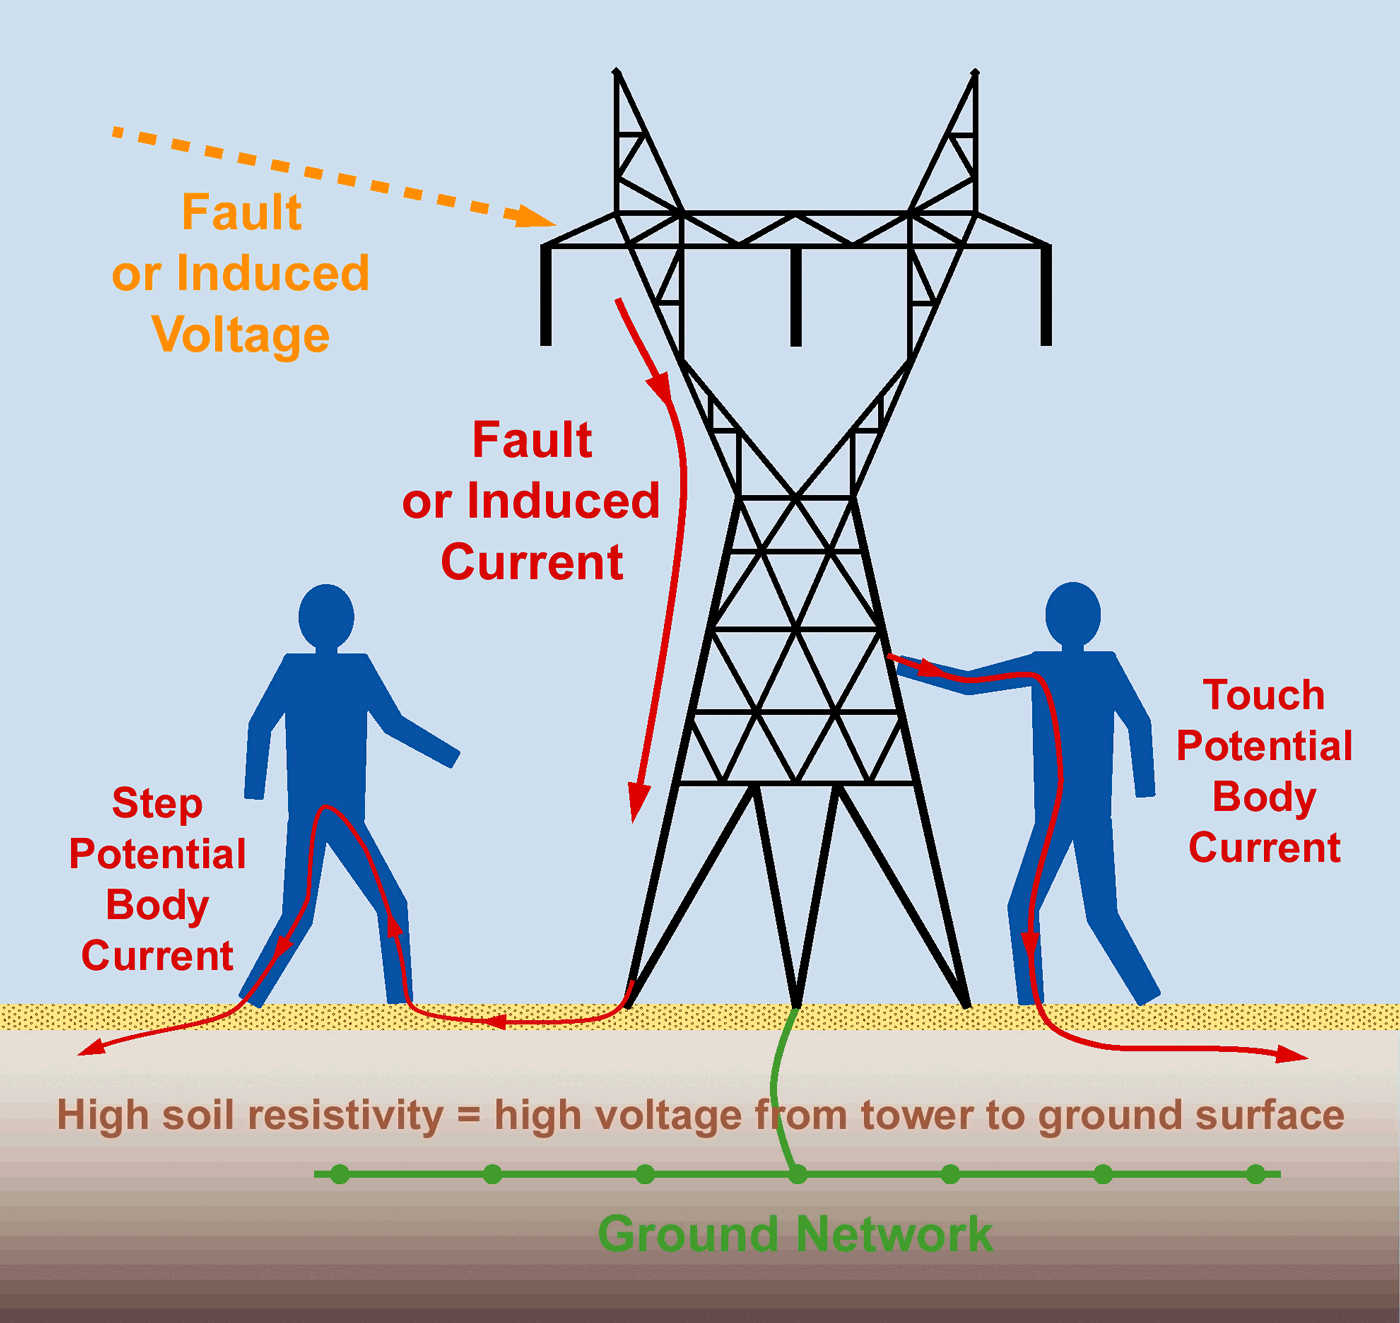 Fault
or Induced
Voltage
Fault
or Induced
Current
Step
Potential
Body
Current
Touch
Potential
Body
Current
High soil resistivity = high voltage from tower to ground surface
Ground Network